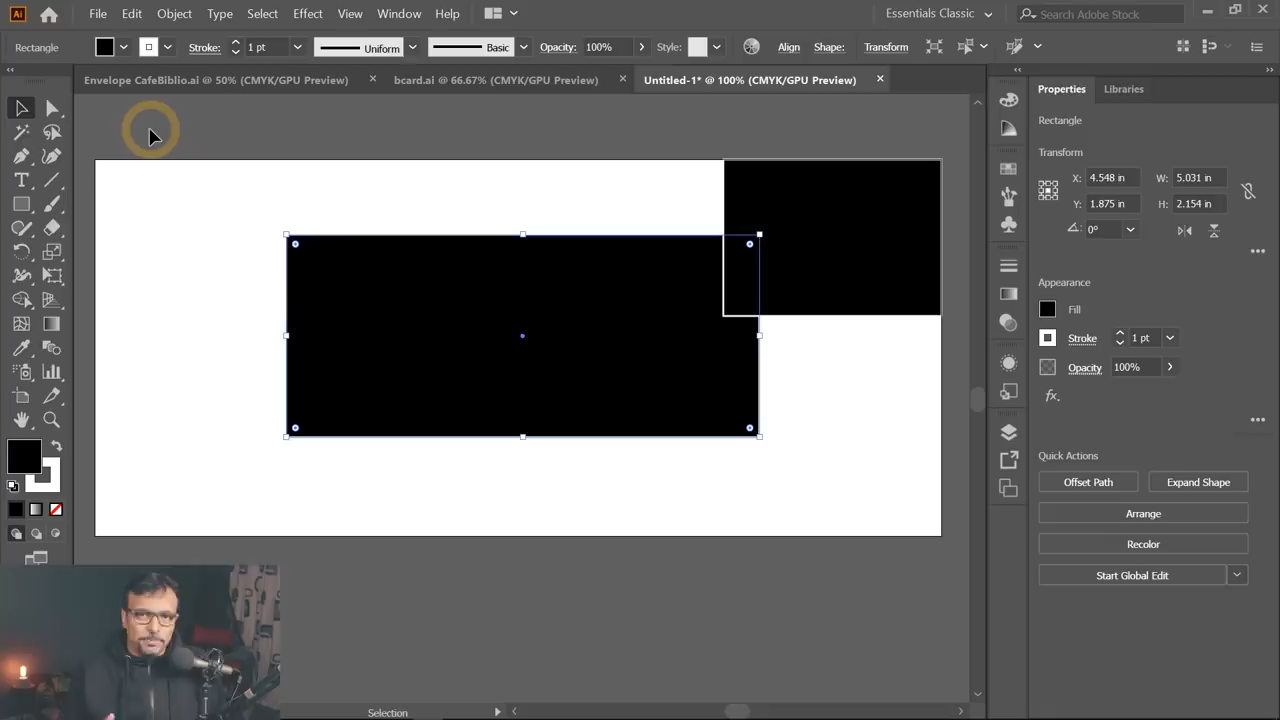 Ai File Edit Object Type Select Effect View Window Help Essentials Classic Search Adobe Stock
Rectangle Stroke: 1 pt Uniform Basic Opacity: 100% Style: Align Shape: Transform
Envelope CafeBiblio.ai @ 50% (CMYK/GPU Preview) bcard.ai @ 66.67% (CMYK/GPU Preview) Untitled-1* @ 100% (CMYK/GPU Preview)
Properties Libraries
Rectangle
Transform
X: 4.548 in W: 5.031 in
Y: 1.875 in H: 2.154 in
0°
Appearance
Fill
Stroke 1 pt
Opacity 100%
fx.
Quick Actions
Offset Path Expand Shape
Arrange
Recolor
Start Global Edit
Selection